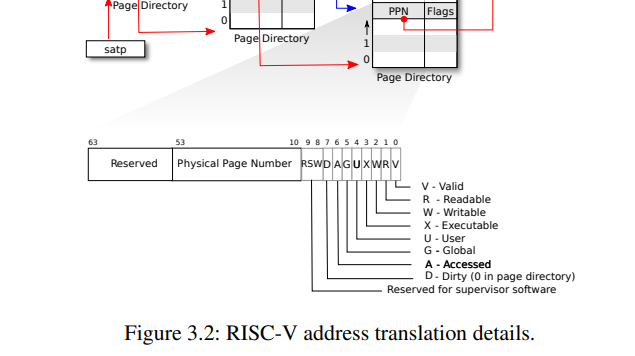 Page Directory
satp
1
0
Page Directory
PPN Flags
1
0
Page Directory
63 53 10 9 8 7 6 5 4 3 2 1 0
Reserved Physical Page Number RSW D A G U X W R V
V - Valid
R - Readable
W - Writable
X - Executable
U - User
G - Global
A - Accessed
D - Dirty (0 in page directory)
Reserved for supervisor software
Figure 3.2: RISC-V address translation details.